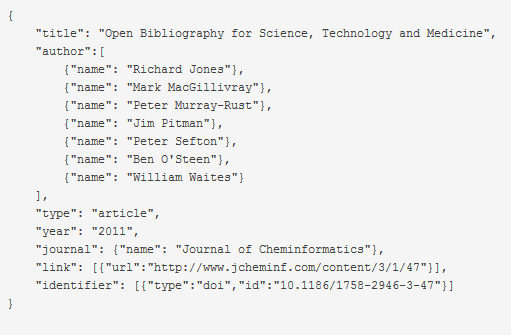 {
    "title": "Open Bibliography for Science, Technology and Medicine",
    "author":[
        {"name": "Richard Jones"},
        {"name": "Mark MacGillivray"},
        {"name": "Peter Murray-Rust"},
        {"name": "Jim Pitman"},
        {"name": "Peter Sefton"},
        {"name": "Ben O'Steen"},
        {"name": "William Waites"}
    ],
    "type": "article",
    "year": "2011",
    "journal": {"name": "Journal of Cheminformatics"},
    "link": [{"url":"http://www.jcheminf.com/content/3/1/47"}],
    "identifier": [{"type":"doi","id":"10.1186/1758-2946-3-47"}]
}